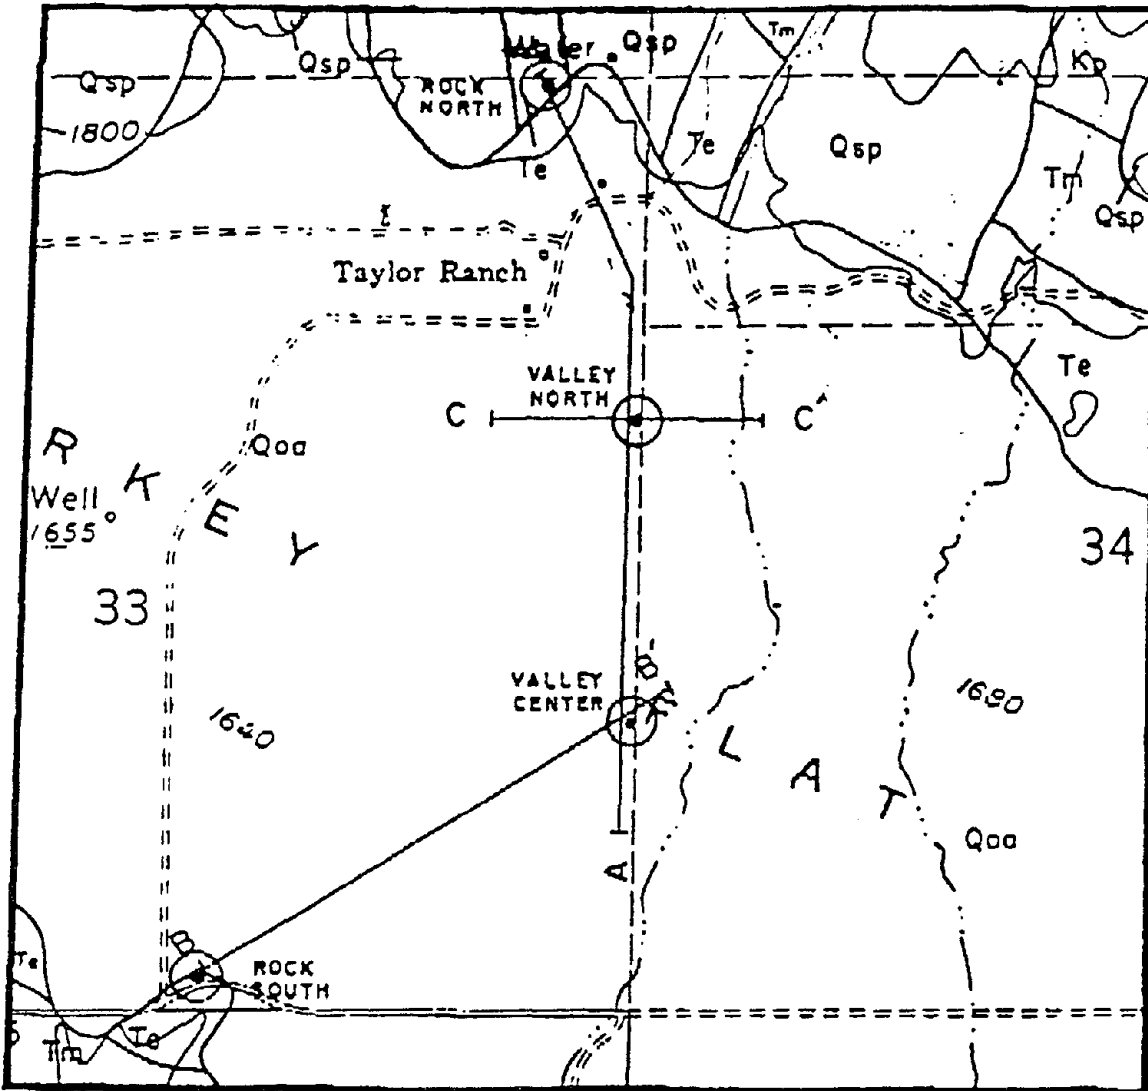 Qsp
Qsp
Water
Qsp
Tm
Kp
ROCK
NORTH
1800
Te
Te
Qsp
Tm
Qsp
Taylor Ranch
VALLEY
NORTH
C
C'
Te
Qoa
R K E Y
Well
1655
33
34
VALLEY
CENTER
B'
1640
1680
L A T
Qoa
A
B
ROCK
SOUTH
Te
Tm
Te